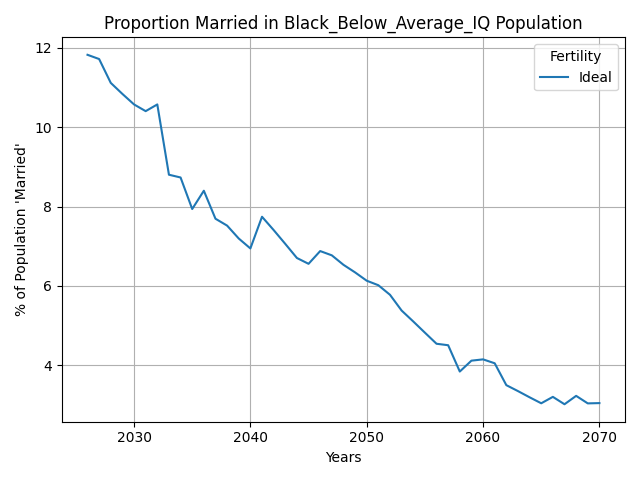 Proportion Married in Black_Below_Average_IQ Population
Fertility
Ideal
% of Population 'Married'
12
10
8
6
4
2030
2040
2050
2060
2070
Years